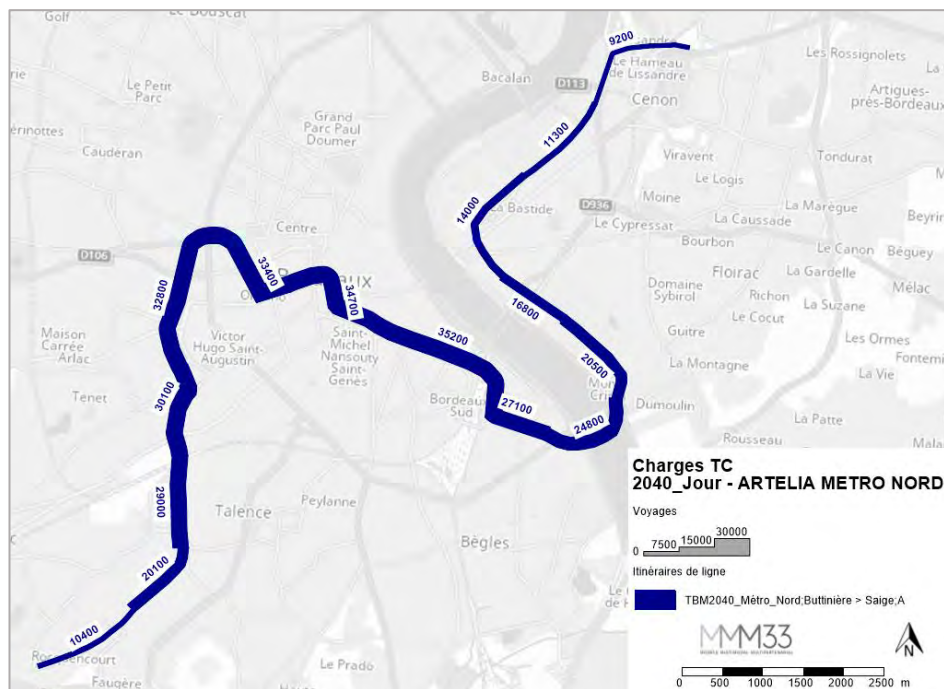 Golf
Le Bouscat
Le Petit
Parc
Caudéran
Grand
Parc Paul
Doumer
Bacalan
D113
9200
Le Hameau
de Lissandre
Cenon
Les Rossignolets
Artigues-
près-Bordeaux
11300
Viravent
Tondurat
Le Logis
Moine
14000
La Bastide
D936
La Caussade
La Marègue
Le Cypressat
Bourbon
Le Canon
Béguey
Centre
D106
33400
32800
34700
Floirac
La Gardelle
Domaine
Sybirol
Richon
La Suzane
Mélac
Le Cocut
16800
Maison
Carrée
Arlac
Victor
Hugo Saint-
Augustin
Saint-
Michel
Nansouty
Saint-
Genès
35200
Guitre
Les Ormes
20500
La Montagne
La Vie
Tenet
30100
Bordeaux
Sud
27100
24800
Dumoulin
La Patte
Rousseau
29000
Talence
Peylanne
Bègles
20100
10400
Le Prado
Faugère
Charges TC
2040_Jour - ARTELIA METRO NORD
Voyages
0 7500 15000 30000
Itinéraires de ligne
TBM2040_Métro_Nord;Buttinière > Saige;A
MMM33
N
0 500 1000 1500 2000 2500 m